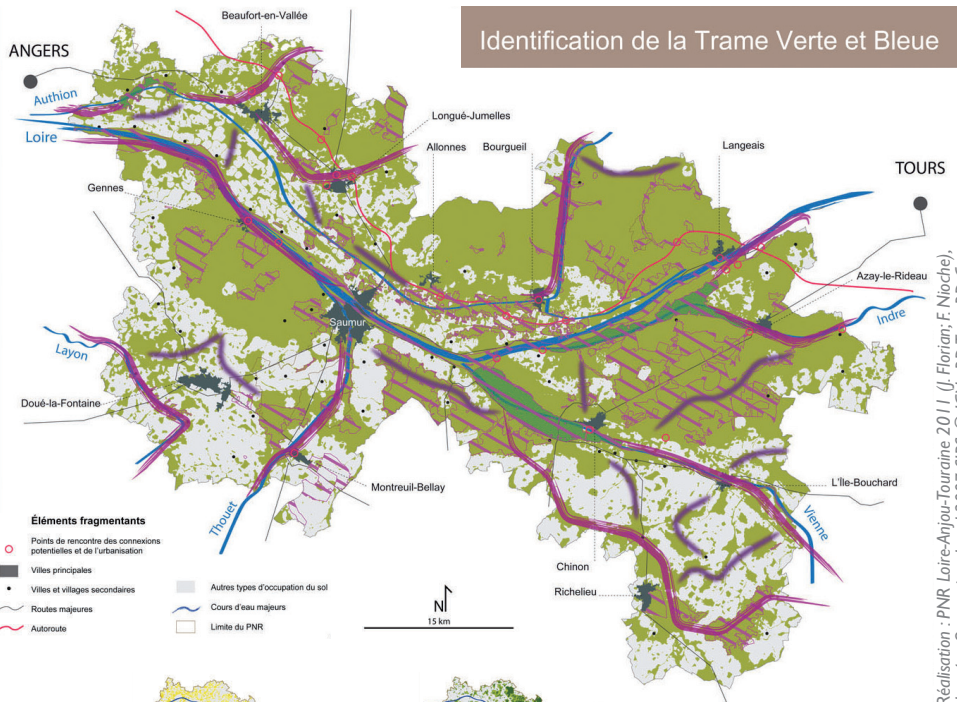 Identification de la Trame Verte et Bleue
Beaufort-en-Vallée
ANGERS
Authion
Loire
Longué-Jumelles
Allonnes
Bourgueil
Langeais
TOURS
Gennes
Azay-le-Rideau
Indre
Saumur
Layon
Doué-la-Fontaine
Montreuil-Bellay
Thouet
L'Île-Bouchard
Vienne
Chinon
Richelieu
Éléments fragmentants
Points de rencontre des connexions
potentielles et de l'urbanisation
Villes principales
Villes et villages secondaires
Routes majeures
Autoroute
Autres types d'occupation du sol
Cours d'eau majeurs
Limite du PNR
N
15 km
Réalisation : PNR Loire-Anjou-Touraine 2011 (J. Florian; F. Nioche),